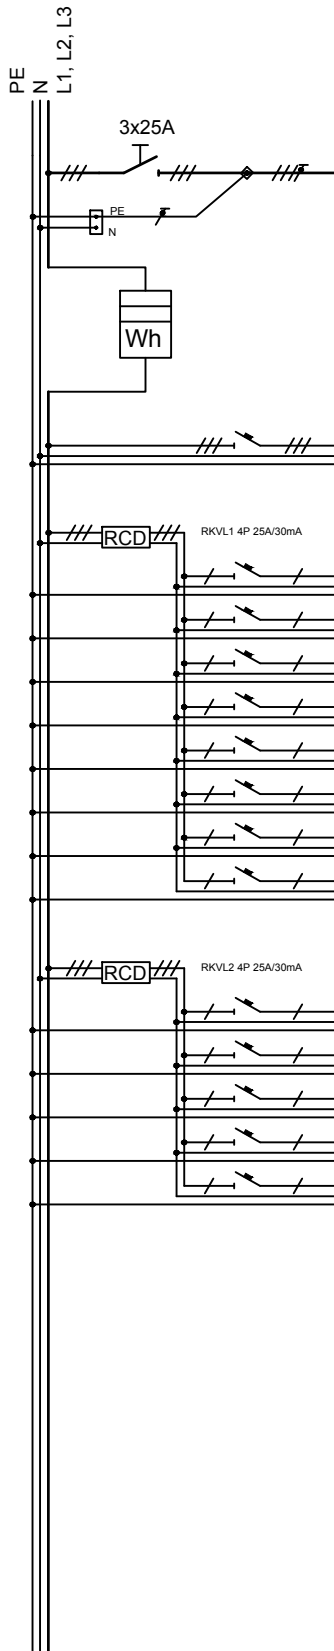 PE
N
L1, L2, L3
3x25A
PE
N
Wh
RCD
RKVL1 4P 25A/30mA
RCD
RKVL2 4P 25A/30mA